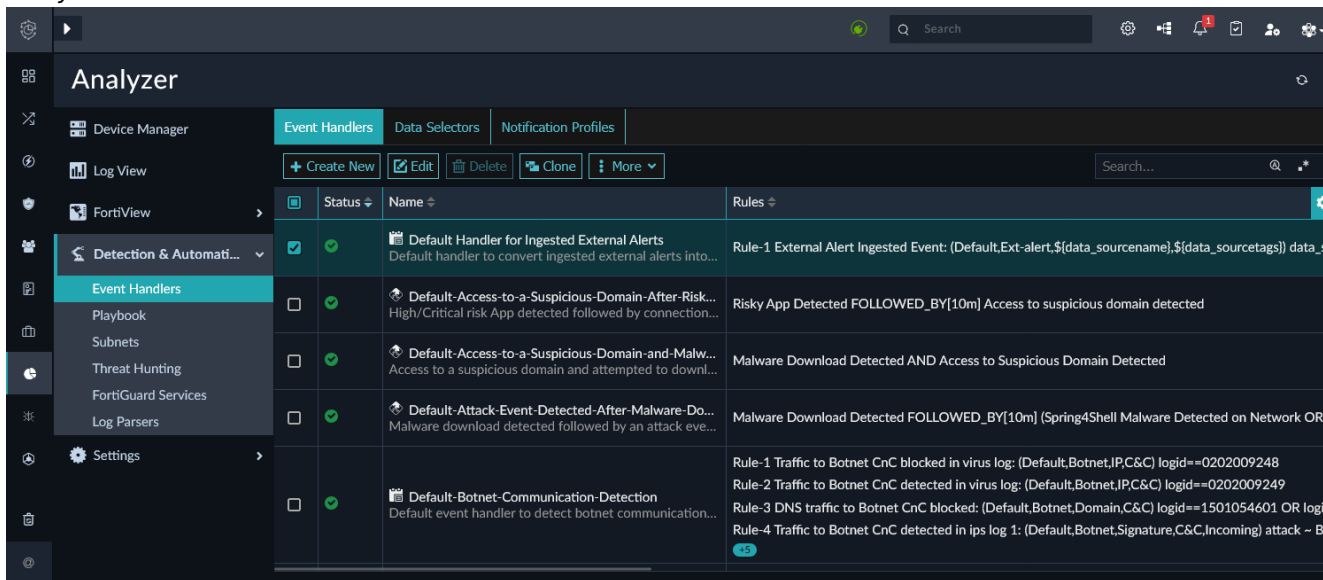 Search
1
Analyzer
Device Manager
Log View
FortiView
Detection & Automati...
Event Handlers
Playbook
Subnets
Threat Hunting
FortiGuard Services
Log Parsers
Settings
Event Handlers Data Selectors Notification Profiles
+ Create New Edit Delete Clone More
Search...
Status Name Rules
Default Handler for Ingested External Alerts
Default handler to convert ingested external alerts into...
Rule-1 External Alert Ingested Event: (Default,Ext-alert,${data_sourcename},${data_sourcetags}) data_s
Default-Access-to-a-Suspicious-Domain-After-Risk...
High/Critical risk App detected followed by connection...
Risky App Detected FOLLOWED_BY[10m] Access to suspicious domain detected
Default-Access-to-a-Suspicious-Domain-and-Malw...
Access to a suspicious domain and attempted to downl...
Malware Download Detected AND Access to Suspicious Domain Detected
Default-Attack-Event-Detected-After-Malware-Do...
Malware download detected followed by an attack eve...
Malware Download Detected FOLLOWED_BY[10m] (Spring4Shell Malware Detected on Network OR
Default-Botnet-Communication-Detection
Default event handler to detect botnet communication...
Rule-1 Traffic to Botnet CnC blocked in virus log: (Default,Botnet,IP,C&C) logid==0202009248
Rule-2 Traffic to Botnet CnC detected in virus log: (Default,Botnet,IP,C&C) logid==0202009249
Rule-3 DNS traffic to Botnet CnC blocked: (Default,Botnet,Domain,C&C) logid==1501054601 OR logi
Rule-4 Traffic to Botnet CnC detected in ips log 1: (Default,Botnet,Signature,C&C,Incoming) attack ~ B
+5